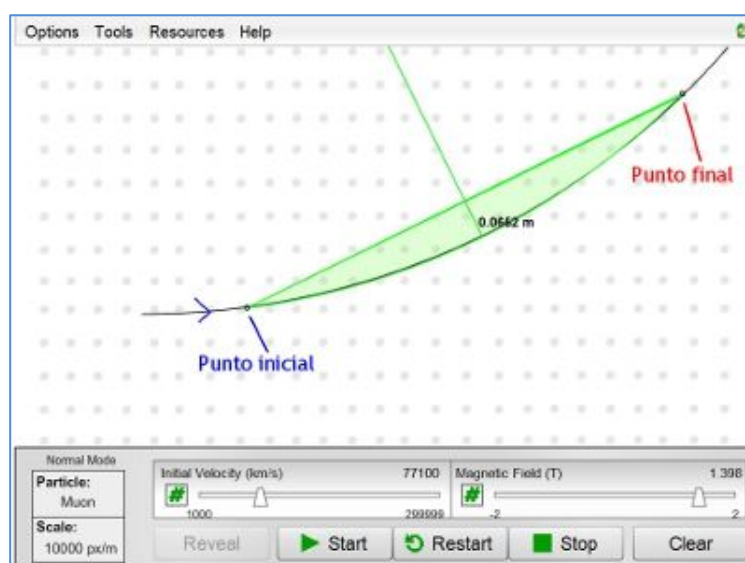 Options Tools Resources Help
Punto final
0.0652 m
Punto inicial
Normal Mode
Particle:
Muon
Scale:
10000 px/m
Initial Velocity (km/s) 77100
# 
1000 299999
Magnetic Field (T) 1.398
#
-2 2
Reveal Start Restart Stop Clear